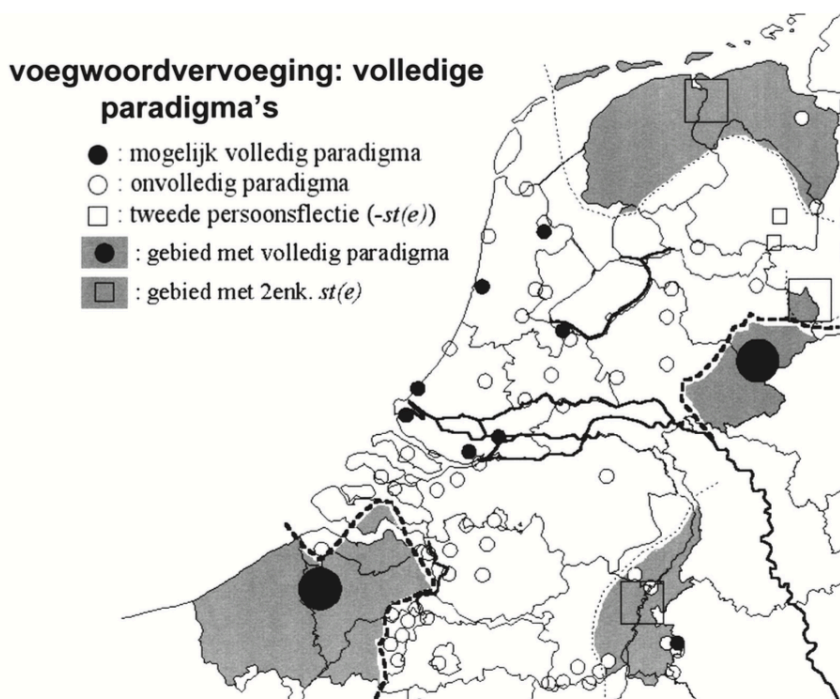 voegwoordvervoeging: volledige
paradigma's
: mogelijk volledig paradigma
: onvolledig paradigma
: tweede persoonsflectie (-st(e))
: gebied met volledig paradigma
: gebied met 2enk. st(e)